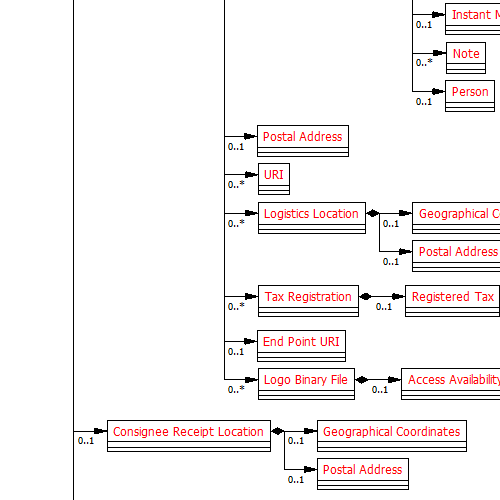 Instant M
0..1
Note
0..*
Person
0..1
Postal Address
0..1
URI
0..*
Logistics Location
Geographical C
0..*
0..1
Postal Address
0..1
Tax Registration
Registered Tax
0..*
0..1
End Point URI
0..1
Logo Binary File
Access Availability
0..*
0..1
Consignee Receipt Location
Geographical Coordinates
0..1
0..1
Postal Address
0..1